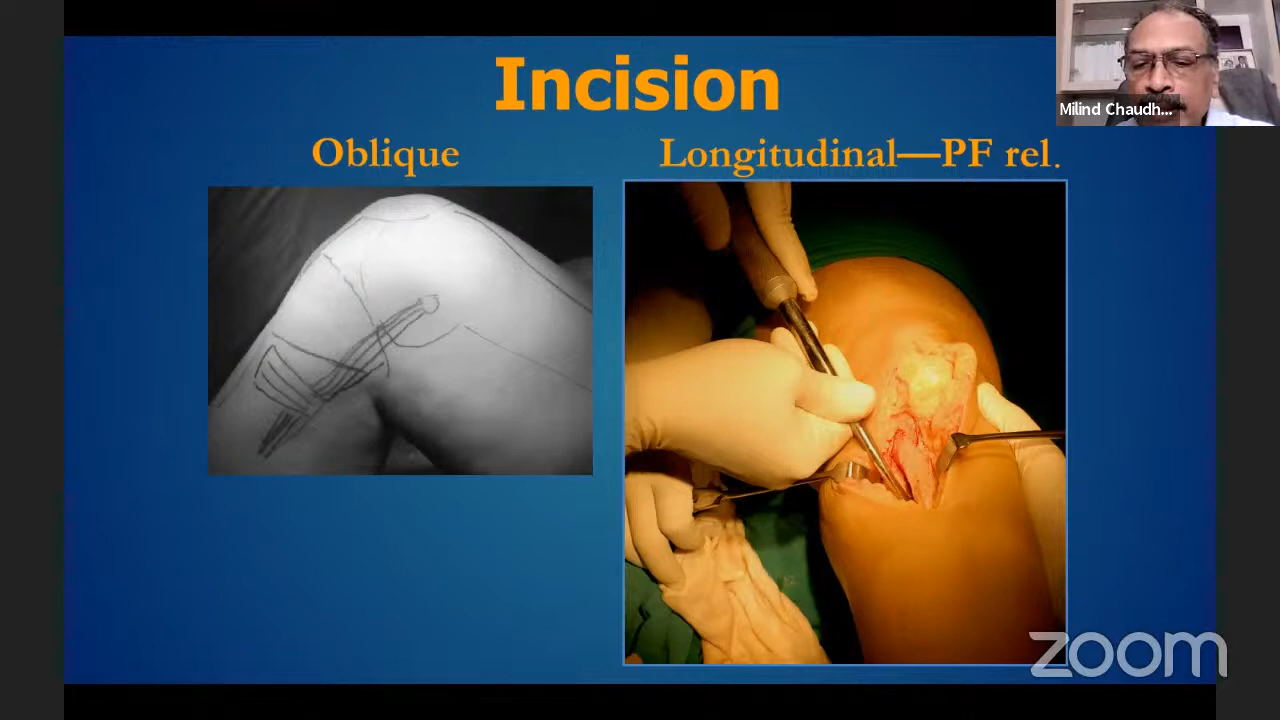 Incision
Milind Chaudh...
Oblique
Longitudinal—PF rel.
zoom